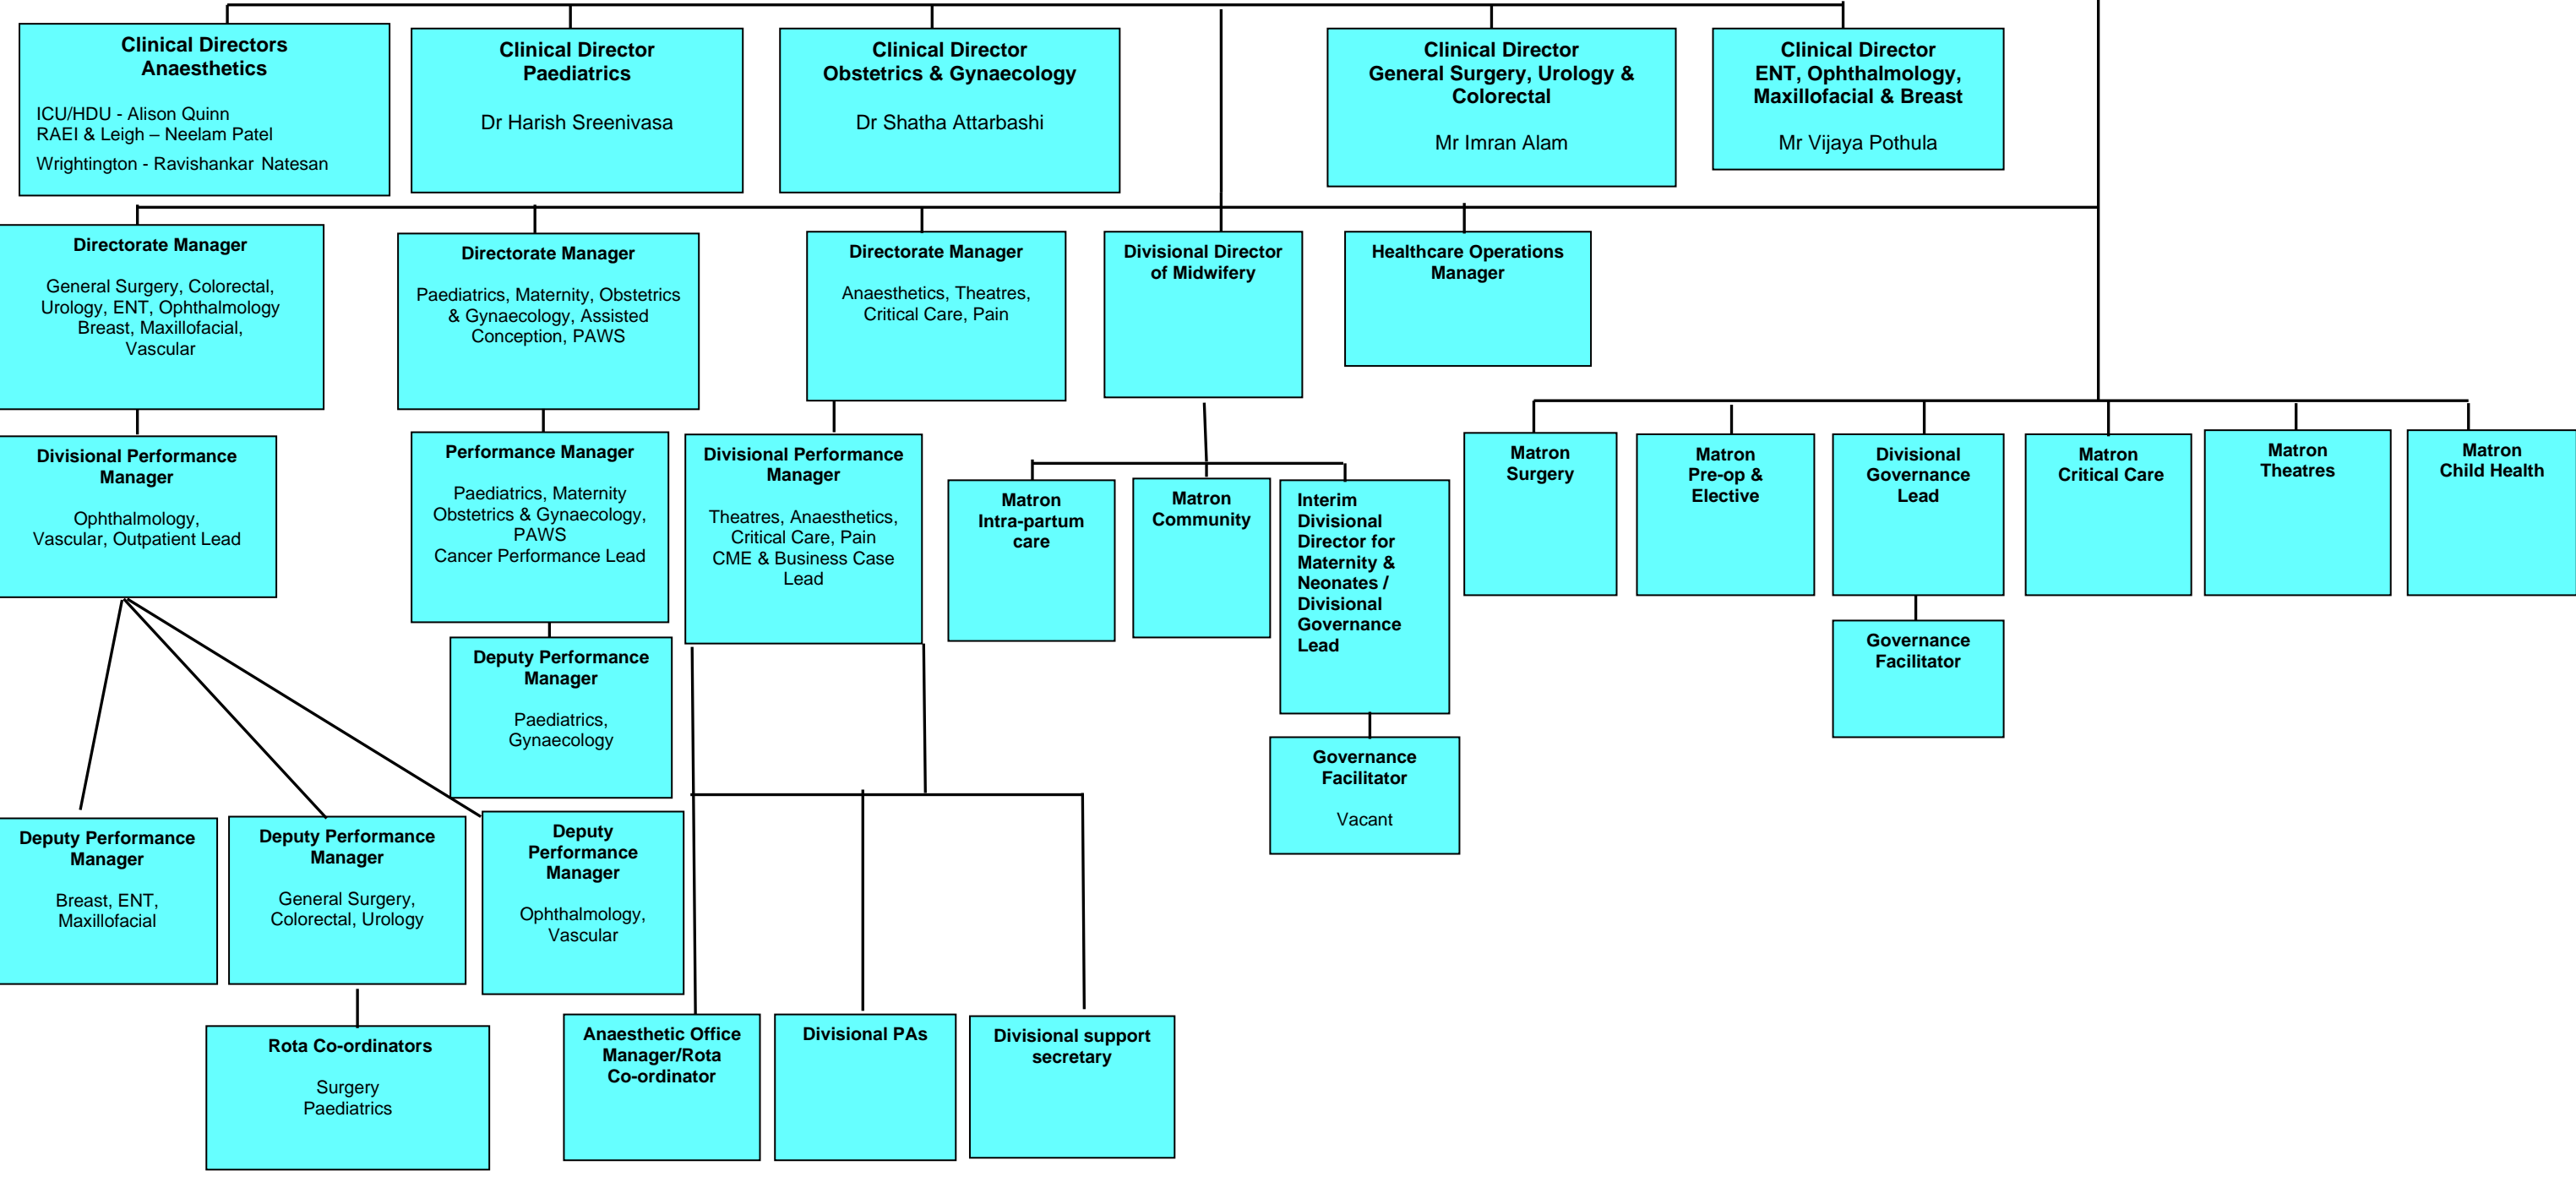 Clinical Directors
Anaesthetics
ICU/HDU - Alison Quinn
RAEI & Leigh – Neelam Patel
Wrightington - Ravishankar Natesan
Clinical Director
Paediatrics
Dr Harish Sreenivasa
Clinical Director
Obstetrics & Gynaecology
Dr Shatha Attarbashi
Clinical Director
General Surgery, Urology &
Colorectal
Mr Imran Alam
Clinical Director
ENT, Ophthalmology,
Maxillofacial & Breast
Mr Vijaya Pothula
Directorate Manager
General Surgery, Colorectal,
Urology, ENT, Ophthalmology
Breast, Maxillofacial,
Vascular
Directorate Manager
Paediatrics, Maternity, Obstetrics
& Gynaecology, Assisted
Conception, PAWS
Directorate Manager
Anaesthetics, Theatres,
Critical Care, Pain
Divisional Director
of Midwifery
Healthcare Operations
Manager
Divisional Performance
Manager
Ophthalmology,
Vascular, Outpatient Lead
Performance Manager
Paediatrics, Maternity
Obstetrics & Gynaecology,
PAWS
Cancer Performance Lead
Divisional Performance
Manager
Theatres, Anaesthetics,
Critical Care, Pain
CME & Business Case
Lead
Matron
Intra-partum
care
Matron
Community
Interim
Divisional
Director for
Maternity &
Neonates /
Divisional
Governance
Lead
Matron
Surgery
Matron
Pre-op &
Elective
Divisional
Governance
Lead
Matron
Critical Care
Matron
Theatres
Matron
Child Health
Deputy Performance
Manager
Paediatrics,
Gynaecology
Governance
Facilitator
Governance
Facilitator
Vacant
Deputy Performance
Manager
Breast, ENT,
Maxillofacial
Deputy Performance
Manager
General Surgery,
Colorectal, Urology
Deputy
Performance
Manager
Ophthalmology,
Vascular
Rota Co-ordinators
Surgery
Paediatrics
Anaesthetic Office
Manager/Rota
Co-ordinator
Divisional PAs
Divisional support
secretary